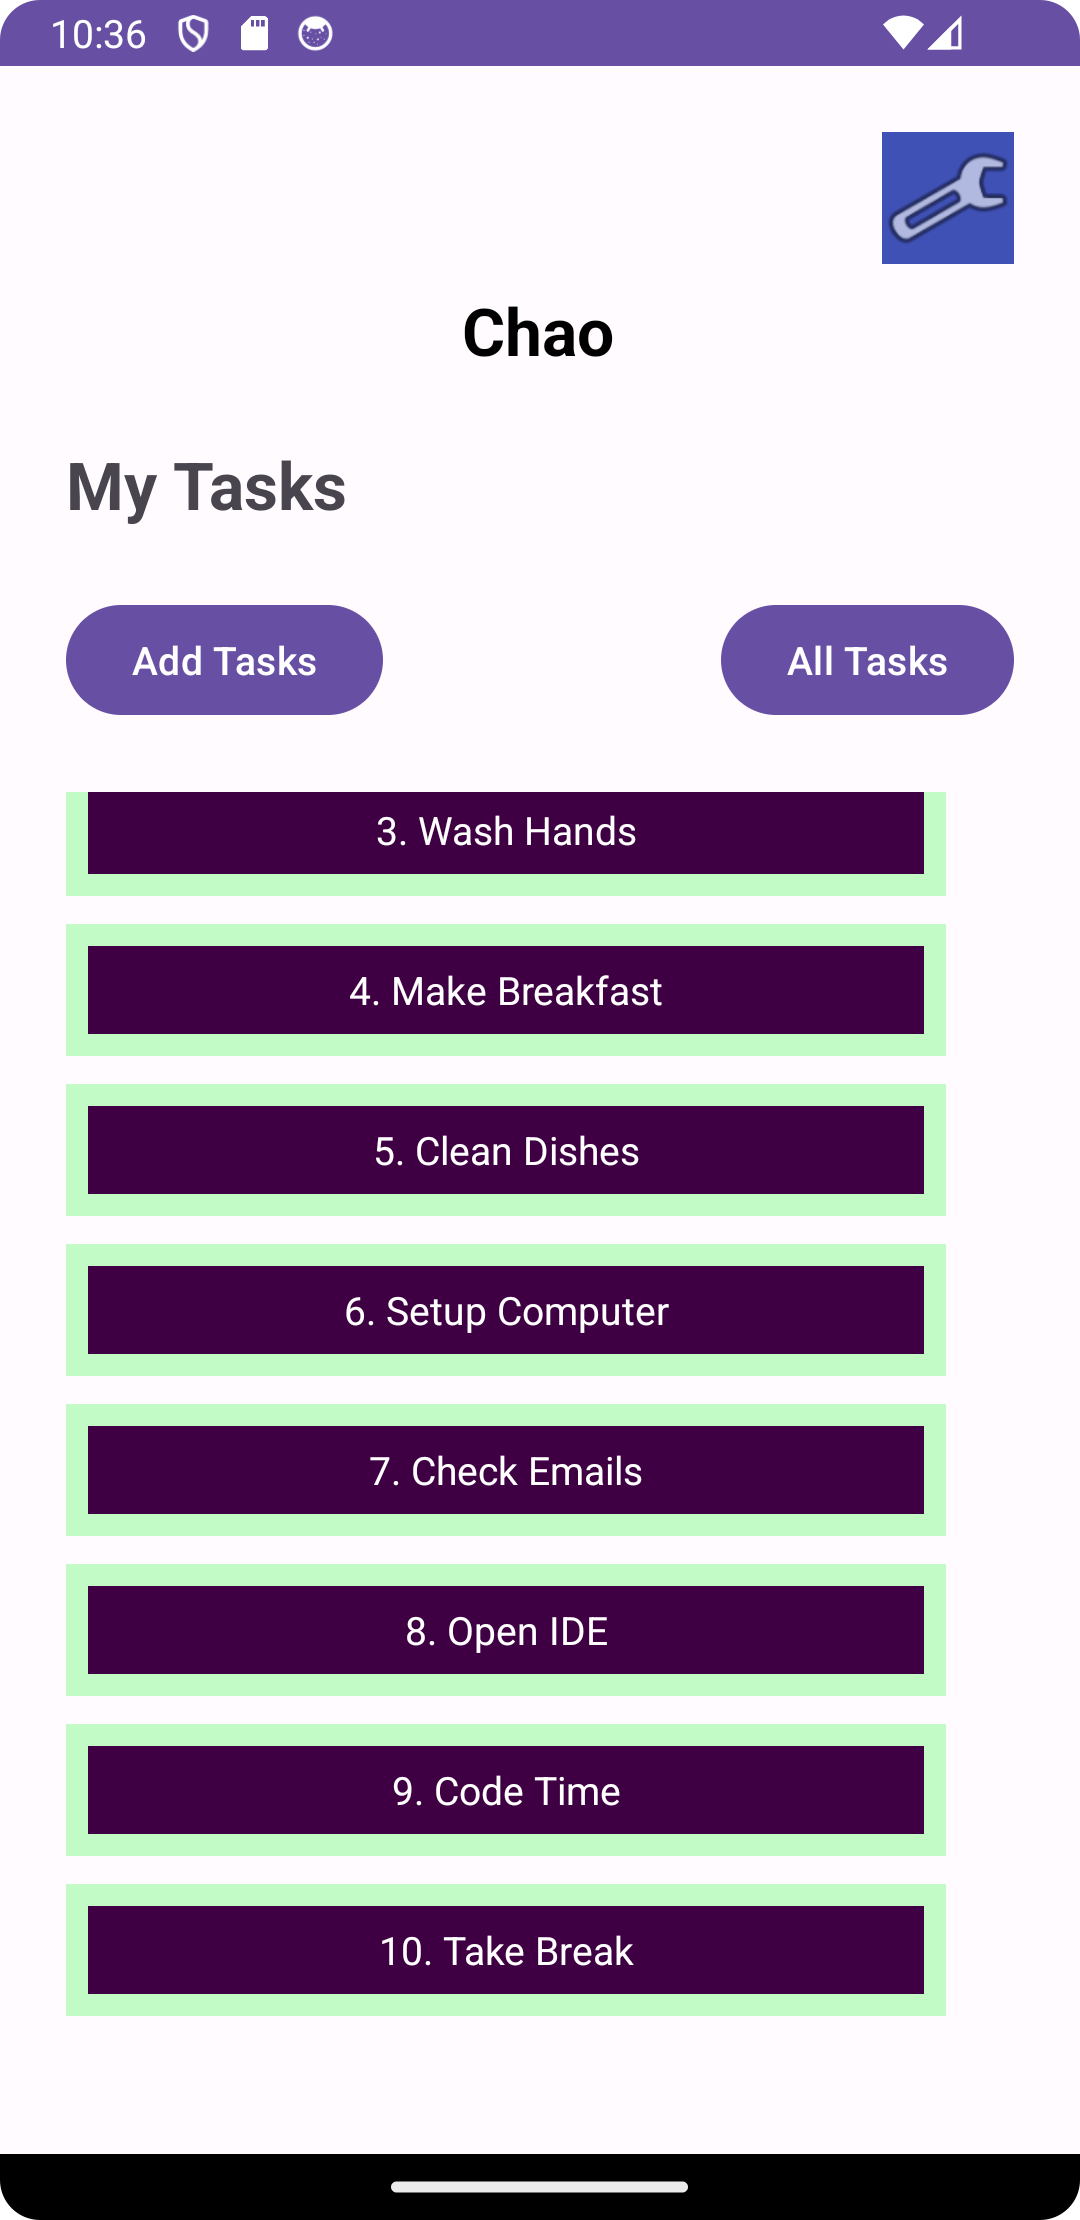 10:36
Chao
My Tasks
Add Tasks
All Tasks
3. Wash Hands
4. Make Breakfast
5. Clean Dishes
6. Setup Computer
7. Check Emails
8. Open IDE
9. Code Time
10. Take Break